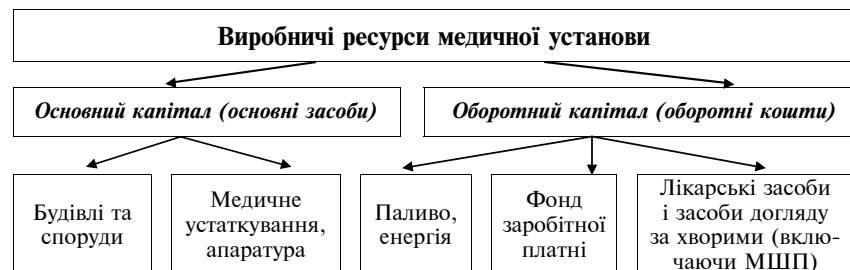 Виробничі ресурси медичної установи
Основний капітал (основні засоби)
Оборотний капітал (оборотні кошти)
Будівлі та
споруди
Медичне
устаткування,
апаратура
Паливо,
енергія
Фонд
заробітної
платні
Лікарські засоби
і засоби догляду
за хворими (вклю-
чаючи МШП)